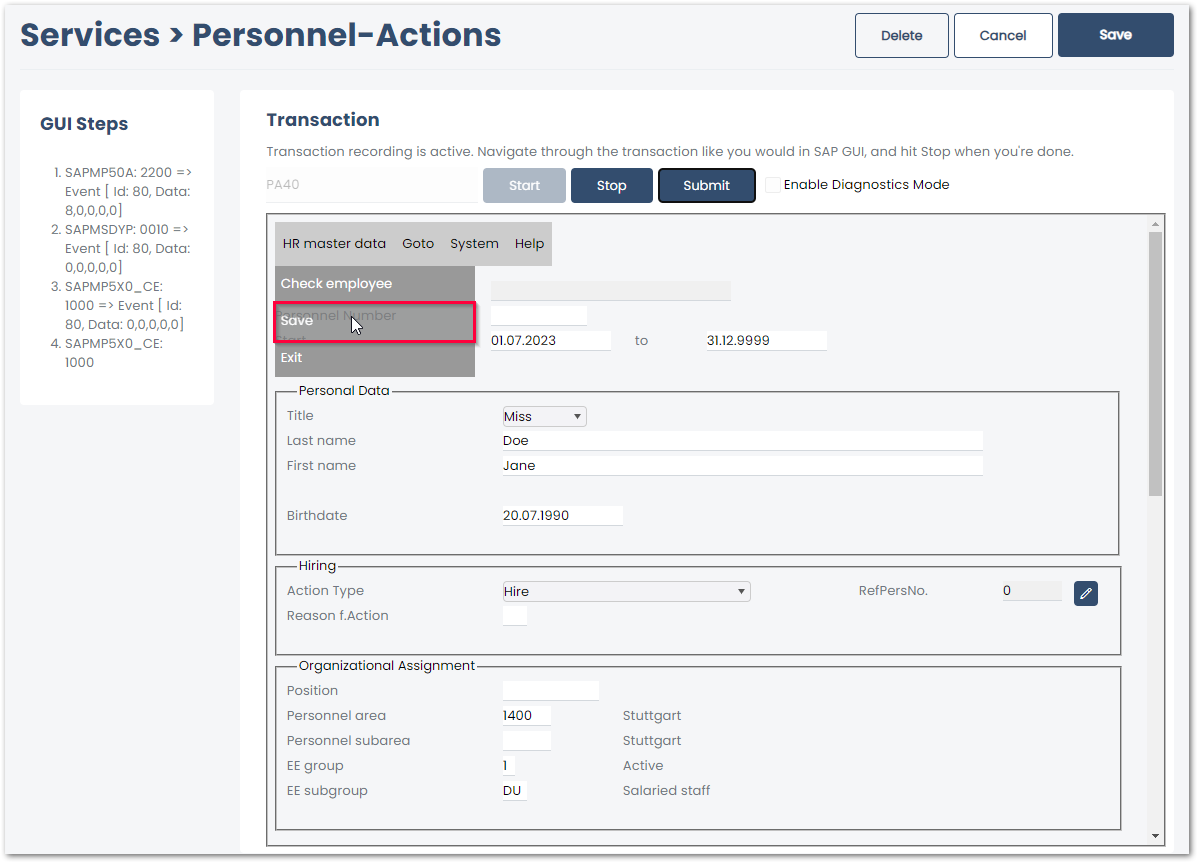 Services > Personnel-Actions
Delete
Cancel
Save
GUI Steps
1. SAPMP50A: 2200 =>
Event [ Id: 80, Data:
8,0,0,0,0]
2. SAPMSDYP: 0010 =>
Event [ Id: 80, Data:
0,0,0,0,0]
3. SAPMP5X0_CE:
1000 => Event [ Id:
80, Data: 0,0,0,0,0]
4. SAPMP5X0_CE:
1000
Transaction
Transaction recording is active. Navigate through the transaction like you would in SAP GUI, and hit Stop when you're done.
PA40
Start
Stop
Submit
Enable Diagnostics Mode
HR master data Goto System Help
Check employee
Personnel Number
Save
Start
01.07.2023 to 31.12.9999
Exit
Personal Data
Title Miss
Last name Doe
First name Jane
Birthdate 20.07.1990
Hiring
Action Type Hire RefPersNo. 0
Reason f.Action
Organizational Assignment
Position
Personnel area 1400 Stuttgart
Personnel subarea Stuttgart
EE group 1 Active
EE subgroup DU Salaried staff